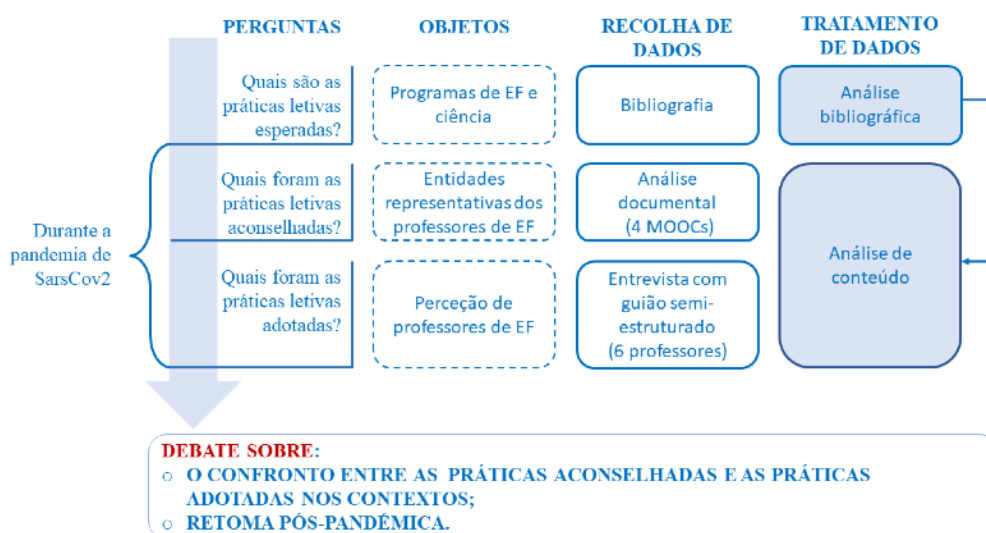 PERGUNTAS
OBJETOS
RECOLHA DE
DADOS
TRATAMENTO
DE DADOS
Quais são as
práticas letivas
esperadas?
Programas de EF e
ciência
Bibliografia
Análise
bibliográfica
Durante a
pandemia de
SarsCov2
Quais foram as
práticas letivas
aconselhadas?
Entidades
representativas dos
professores de EF
Análise
documental
(4 MOOCs)
Análise de
conteúdo
Quais foram as
práticas letivas
adotadas?
Perceção de
professores de EF
Entrevista com
guião semi-
estruturado
(6 professores)
DEBATE SOBRE:
o O CONFRONTO ENTRE AS PRÁTICAS ACONSELHADAS E AS PRÁTICAS
ADOTADAS NOS CONTEXTOS;
o RETOMA PÓS-PANDÉMICA.